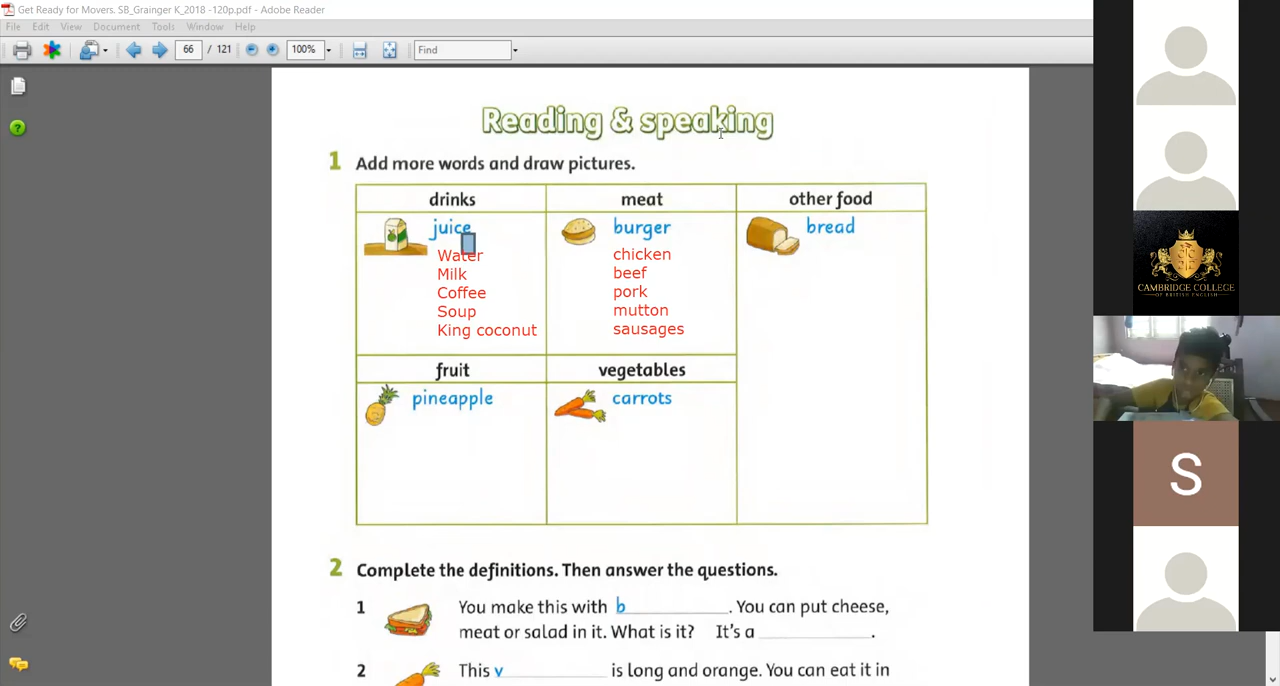 Get Ready for Movers. SB_Grainger K_2018 -120p.pdf - Adobe Reader
File Edit View Document Tools Window Help
66 / 121 100% Find
Reading & speaking
1 Add more words and draw pictures.
drinks meat other food
juice burger bread
Water chicken
Milk beef
Coffee pork
Soup mutton
King coconut sausages
fruit vegetables
pineapple carrots
2 Complete the definitions. Then answer the questions.
1 You make this with b____________. You can put cheese,
meat or salad in it. What is it? It's a ____________.
2 This v____________ is long and orange. You can eat it in
CAMBRIDGE COLLEGE
OF BRITISH ENGLISH
S